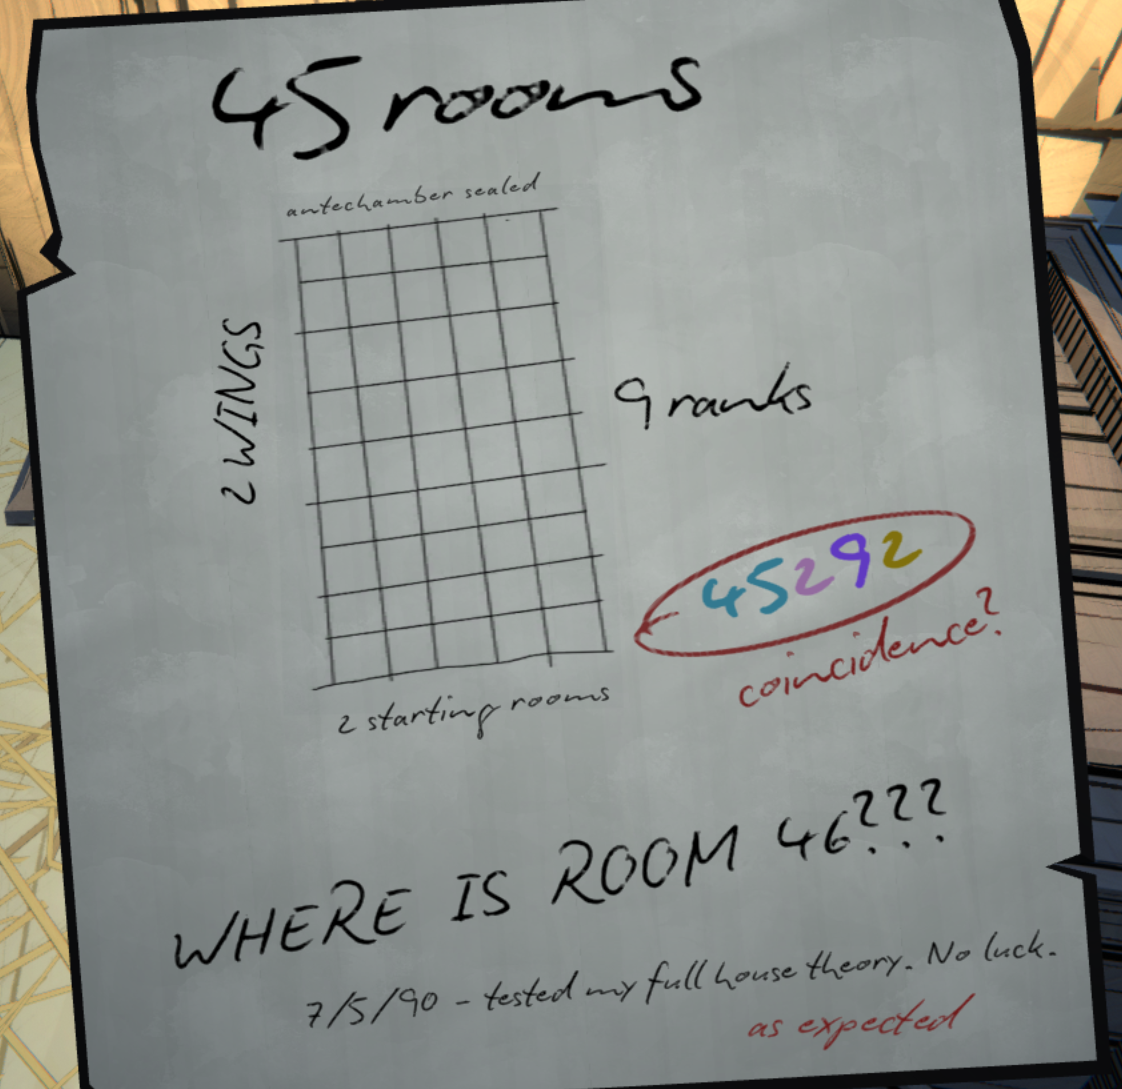 45 rooms
antechamber sealed
2 WINGS
9 ranks
45292
coincidence?
2 starting rooms
WHERE IS ROOM 46???
7/5/90 - tested my full house theory. No luck.
as expected